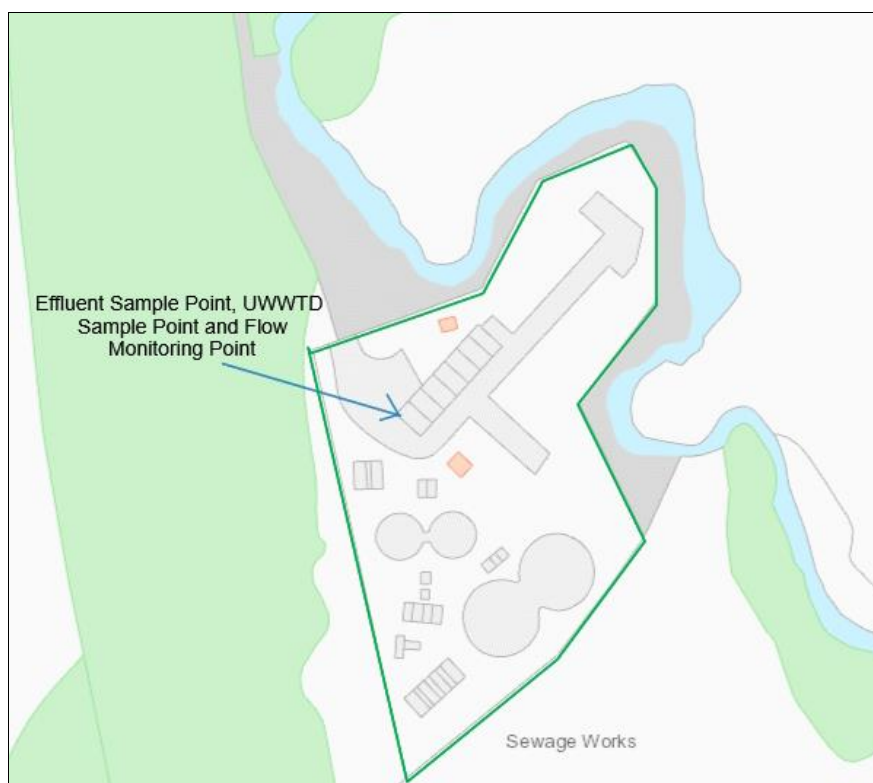 Effluent Sample Point, UWWTD
Sample Point and Flow
Monitoring Point
Sewage Works